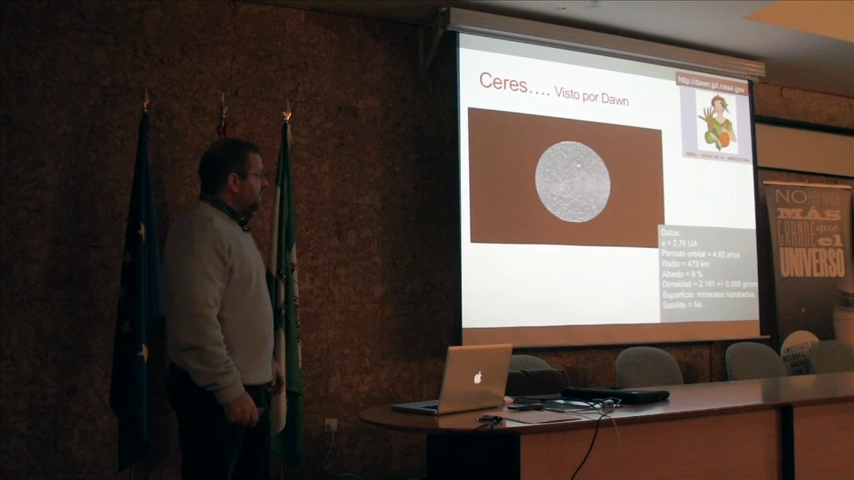 Ceres.... Visto por Dawn
http://dawn.jpl.nasa.gov
Datos:
a = 2.76 UA
Periodo orbital = 4.60 años
Radio = 473 km
Albedo = 9 %
Densidad = 2.161 +/- 0.009 gr/cm
Superficie: minerales hidratados
Satélite = No
NO
MÁS
GRANDE que
el
UNIVERSO